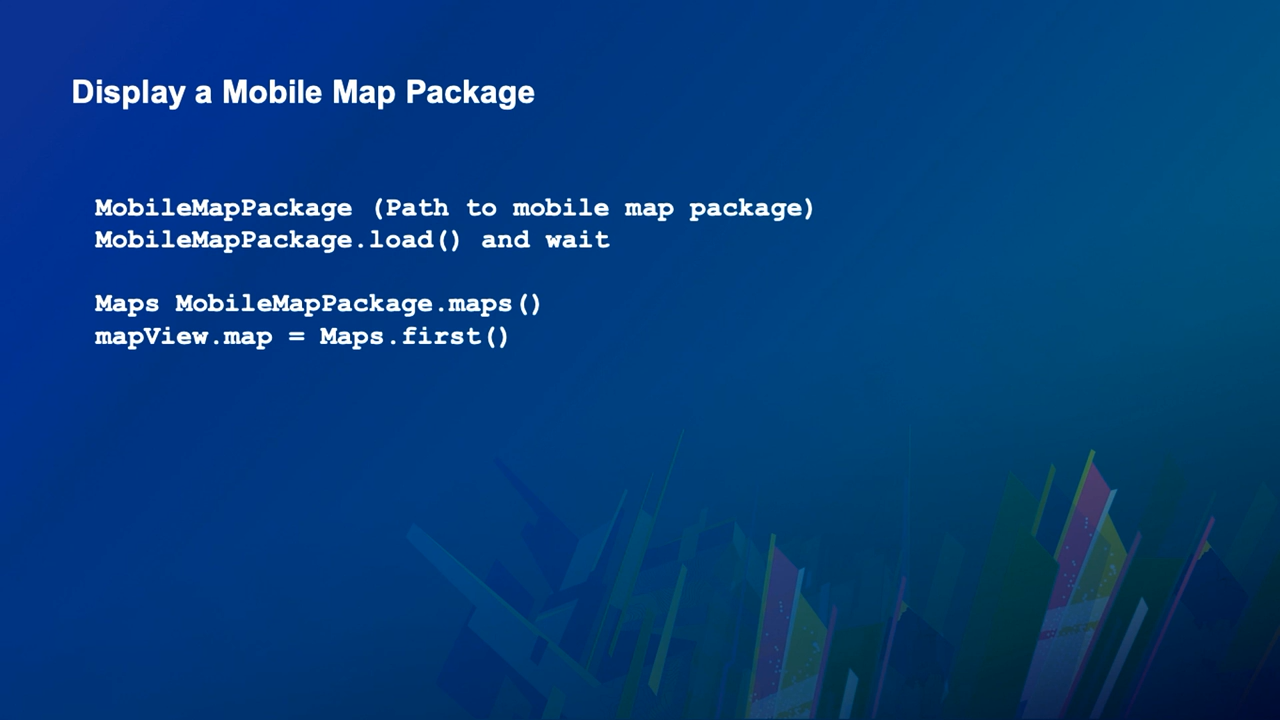 Display a Mobile Map Package
MobileMapPackage (Path to mobile map package)
MobileMapPackage.load() and wait
Maps MobileMapPackage.maps()
mapView.map = Maps.first()